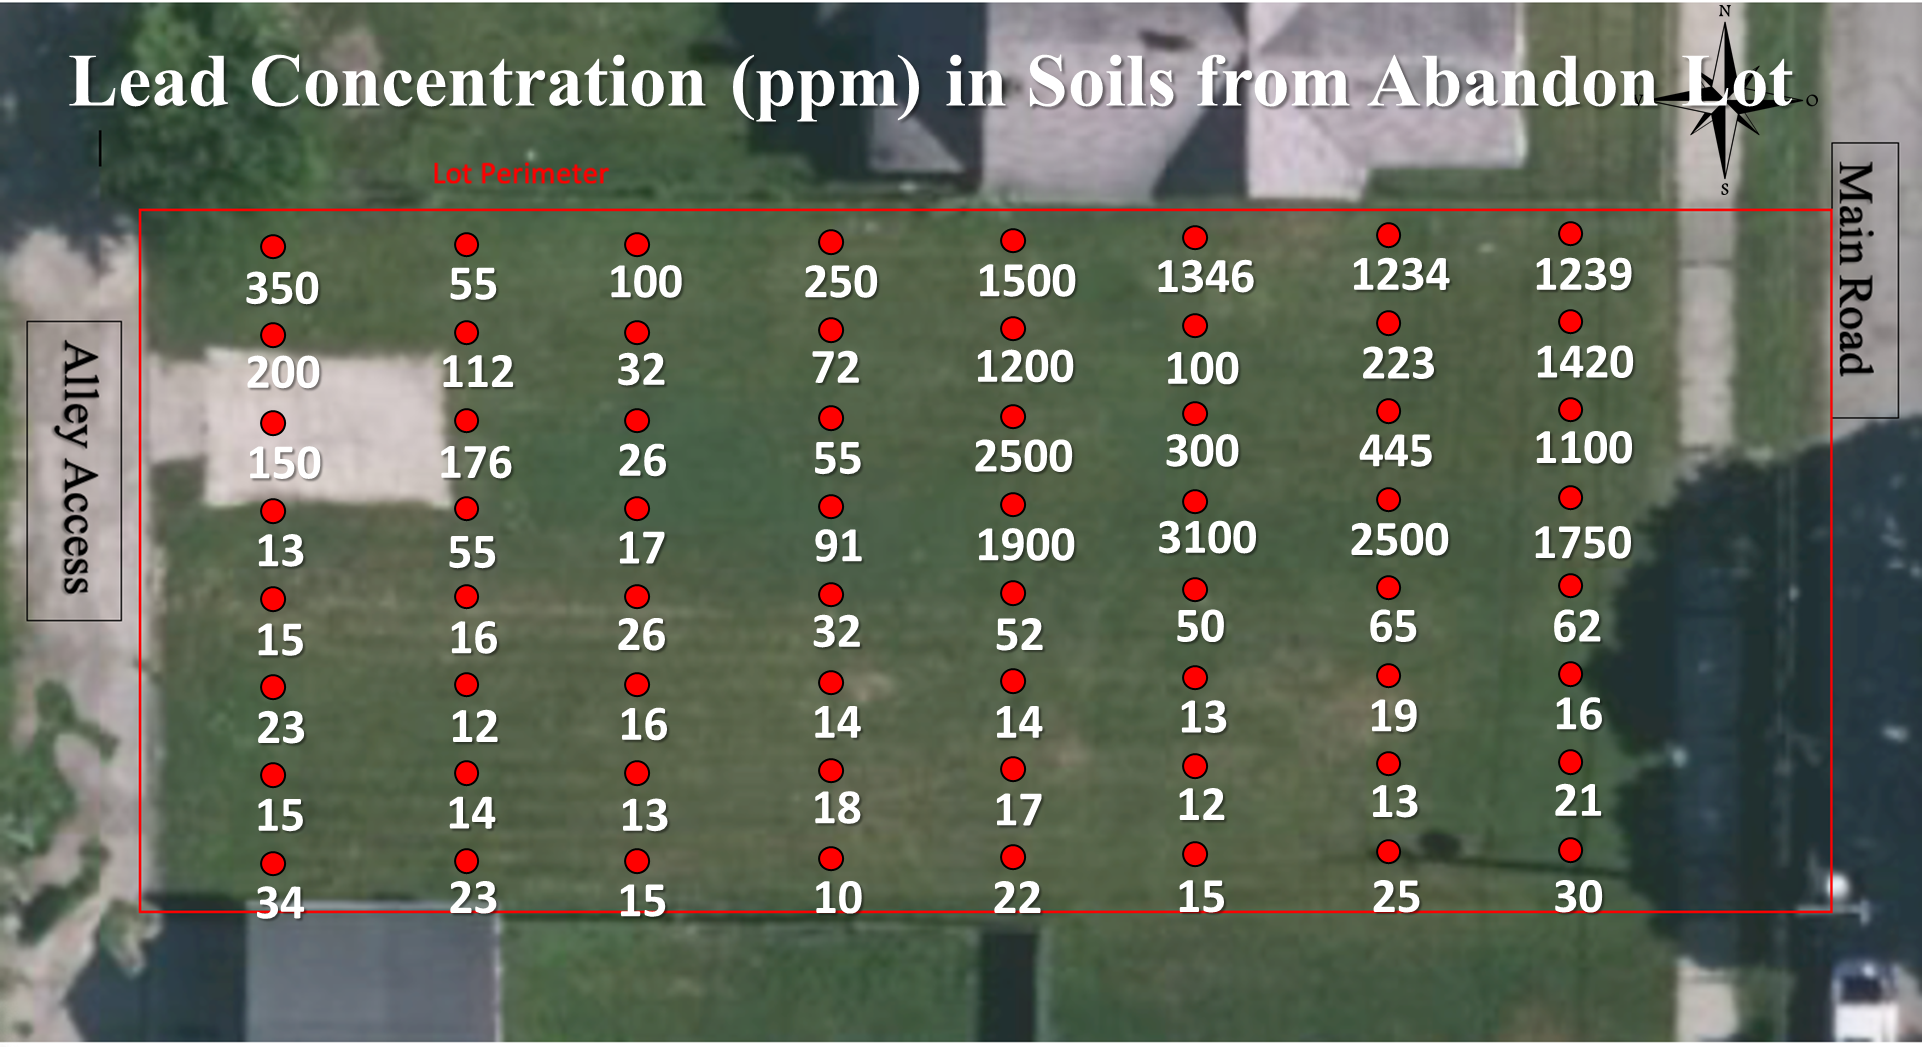 N
Lead Concentration (ppm) in Soils from Abandon Lot
O
S
Lot Perimeter
Main Road
Alley Access
350 55 100 250 1500 1346 1234 1239
200 112 32 72 1200 100 223 1420
150 176 26 55 2500 300 445 1100
13 55 17 91 1900 3100 2500 1750
15 16 26 32 52 50 65 62
23 12 16 14 14 13 19 16
15 14 13 18 17 12 13 21
34 23 15 10 22 15 25 30